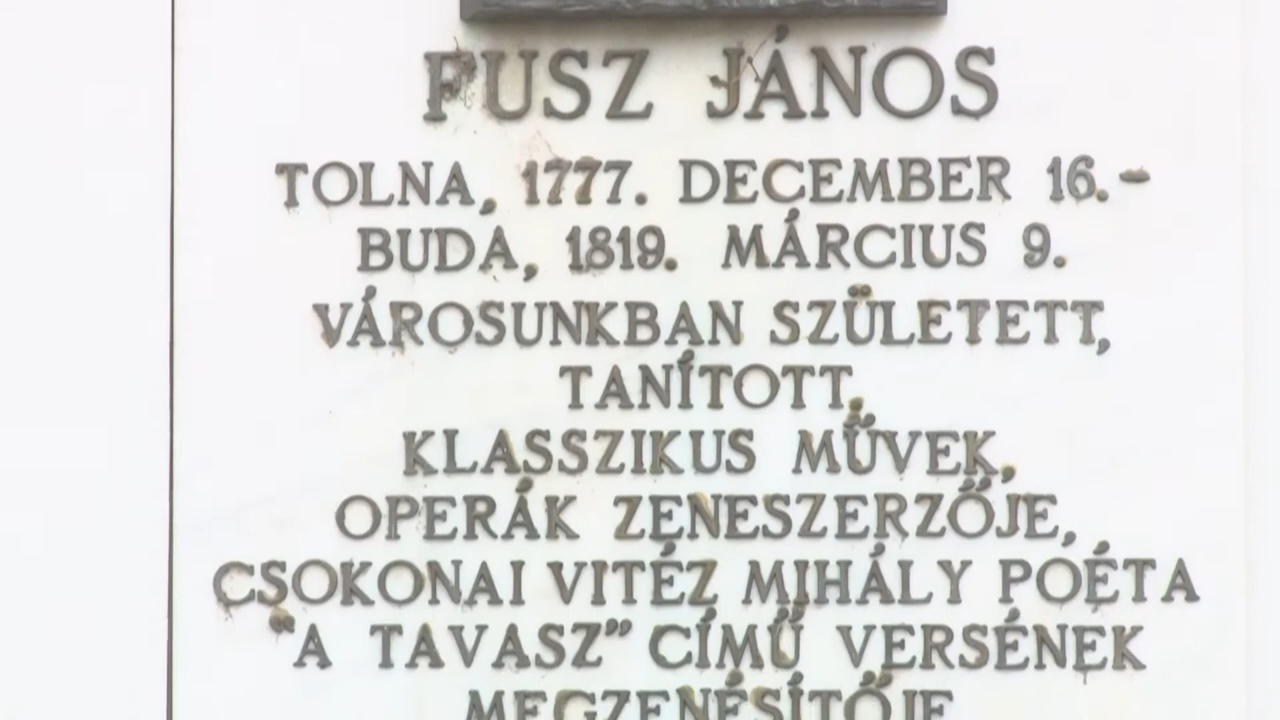 FUSZ JÁNOS
TOLNA, 1777. DECEMBER 16.-
BUDA, 1819. MÁRCIUS 9.
VÁROSUNKBAN SZÜLETETT,
TANÍTOTT,
KLASSZIKUS MŰVEK,
OPERÁK ZENESZERZŐJE,
CSOKONAI VITÉZ MIHÁLY POÉTA
“A TAVASZ” CÍMŰ VERSÉNEK
MEGZENÉSÍTŐJE